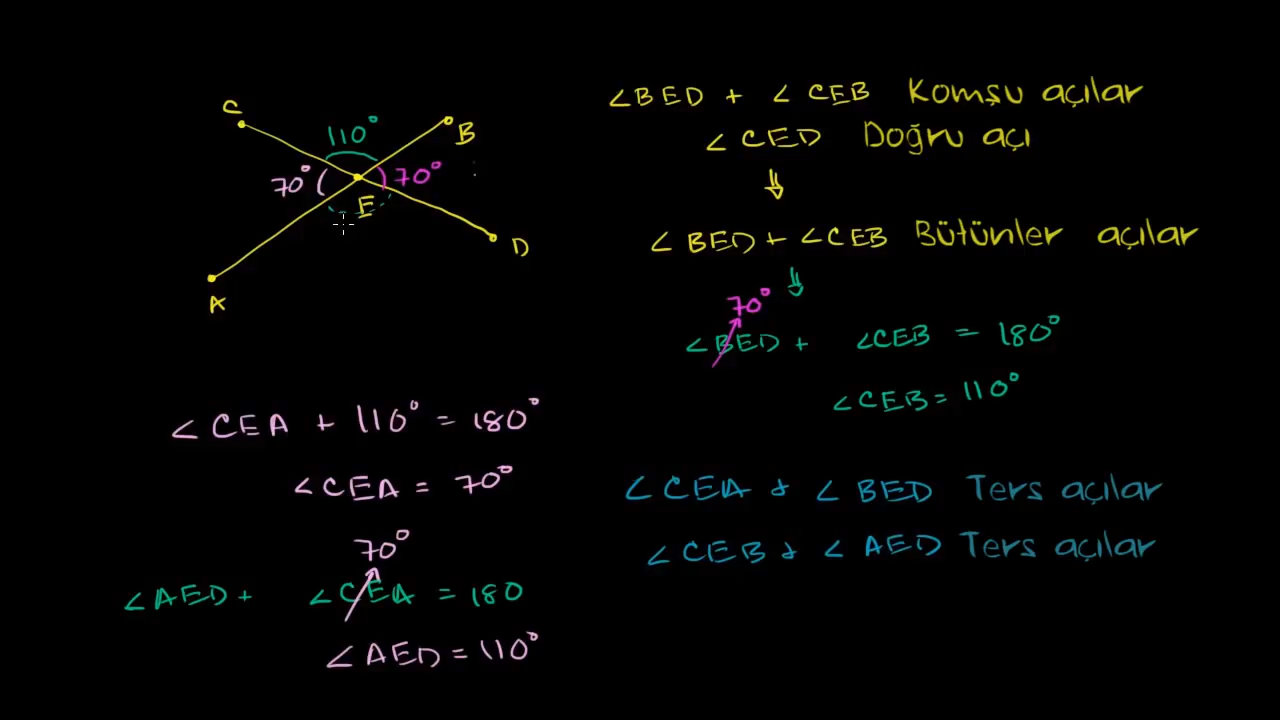 C
B
110°
70°
70°
E
D
A
∠BED + ∠CEB Komşu açılar
∠CED Doğru açı
⇓
∠BED + ∠CEB Bütünler açılar
⇓
70°
∠BED + ∠CEB = 180°
∠CEB = 110°
∠CEA + 110° = 180°
∠CEA = 70°
70°
∠AED + ∠CEA = 180
∠AED = 110°
∠CEA & ∠BED Ters açılar
∠CEB & ∠AED Ters açılar